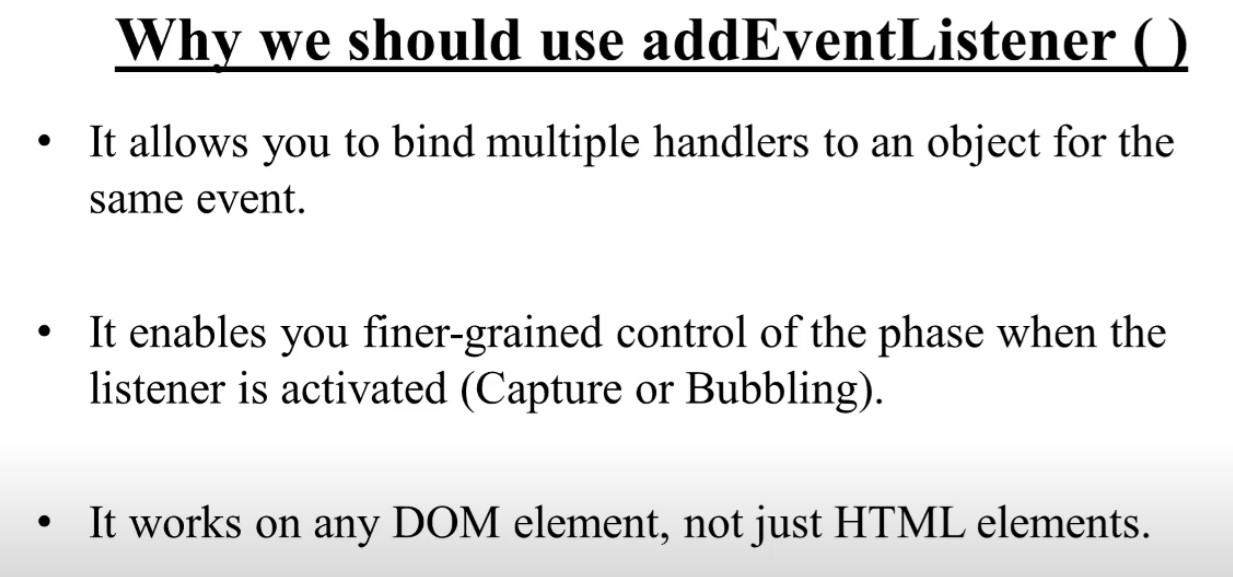 Why we should use addEventListener ( )
• It allows you to bind multiple handlers to an object for the
same event.
• It enables you finer-grained control of the phase when the
listener is activated (Capture or Bubbling).
• It works on any DOM element, not just HTML elements.